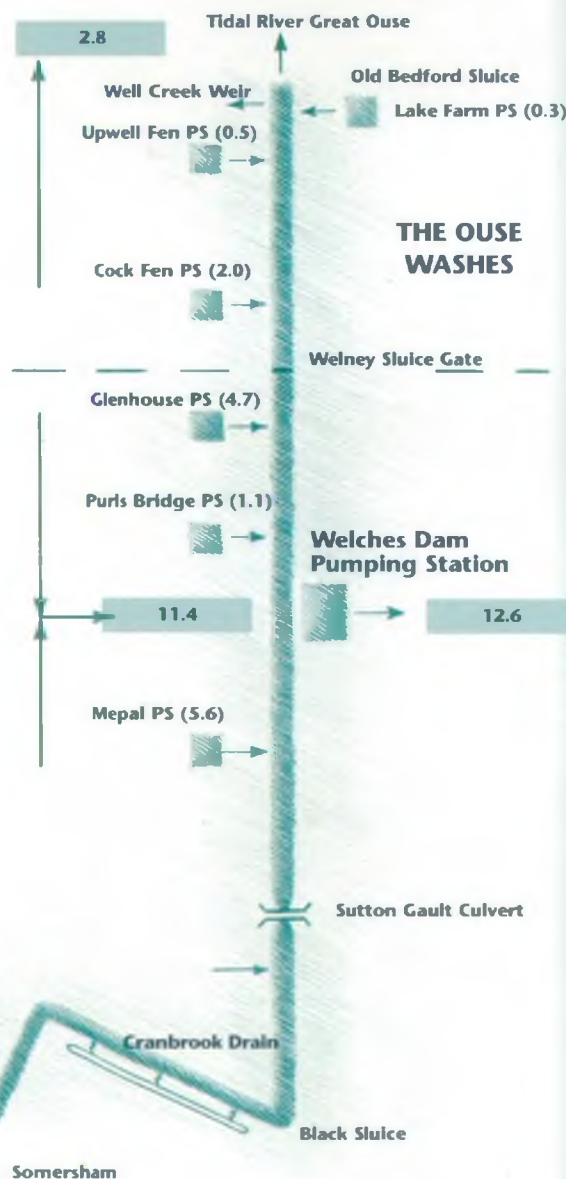 Tidal River Great Ouse
2.8
Old Bedford Sluice
Well Creek Weir
Lake Farm PS (0.3)
Upwell Fen PS (0.5)
THE OUSE
WASHES
Cock Fen PS (2.0)
Welney Sluice Gate
Glenhouse PS (4.7)
Purls Bridge PS (1.1)
Welches Dam
Pumping Station
11.4
12.6
Mepal PS (5.6)
Sutton Gault Culvert
Cranbrook Drain
Black Sluice
Somersham